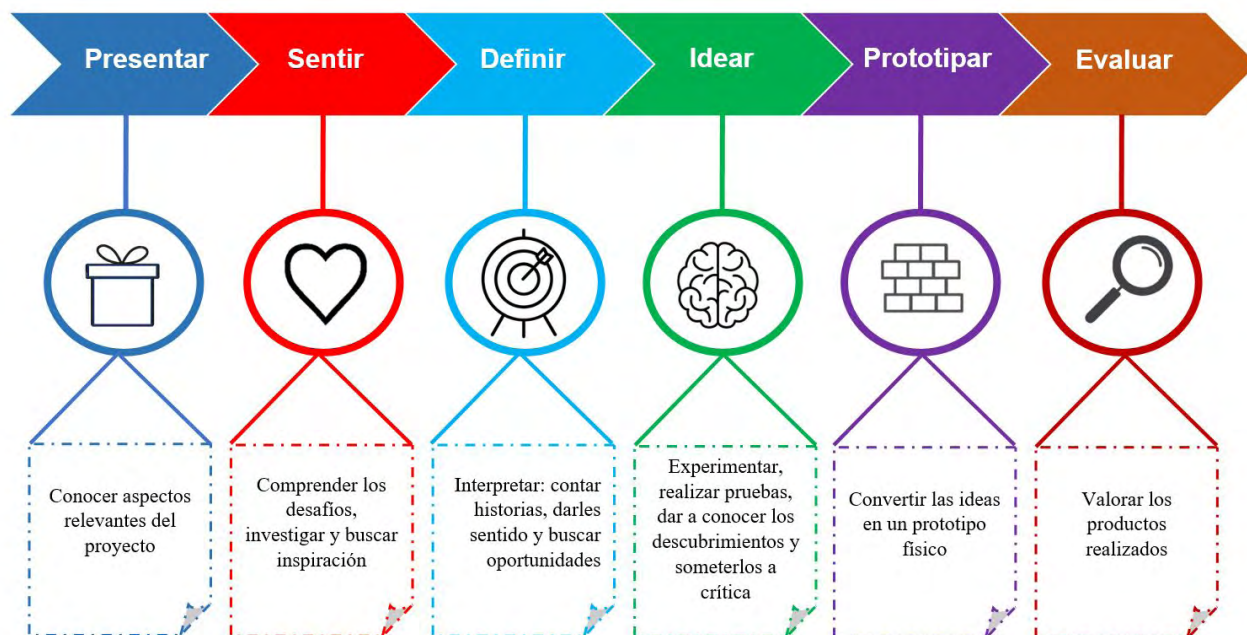 Presentar
Sentir
Definir
Idear
Prototipar
Evaluar
Conocer aspectos
relevantes del
proyecto
Comprender los
desafíos,
investigar y buscar
inspiración
Interpretar: contar
historias, darles
sentido y buscar
oportunidades
Experimentar,
realizar pruebas,
dar a conocer los
descubrimientos y
someterlos a
crítica
Convertir las ideas
en un prototipo
físico
Valorar los
productos
realizados